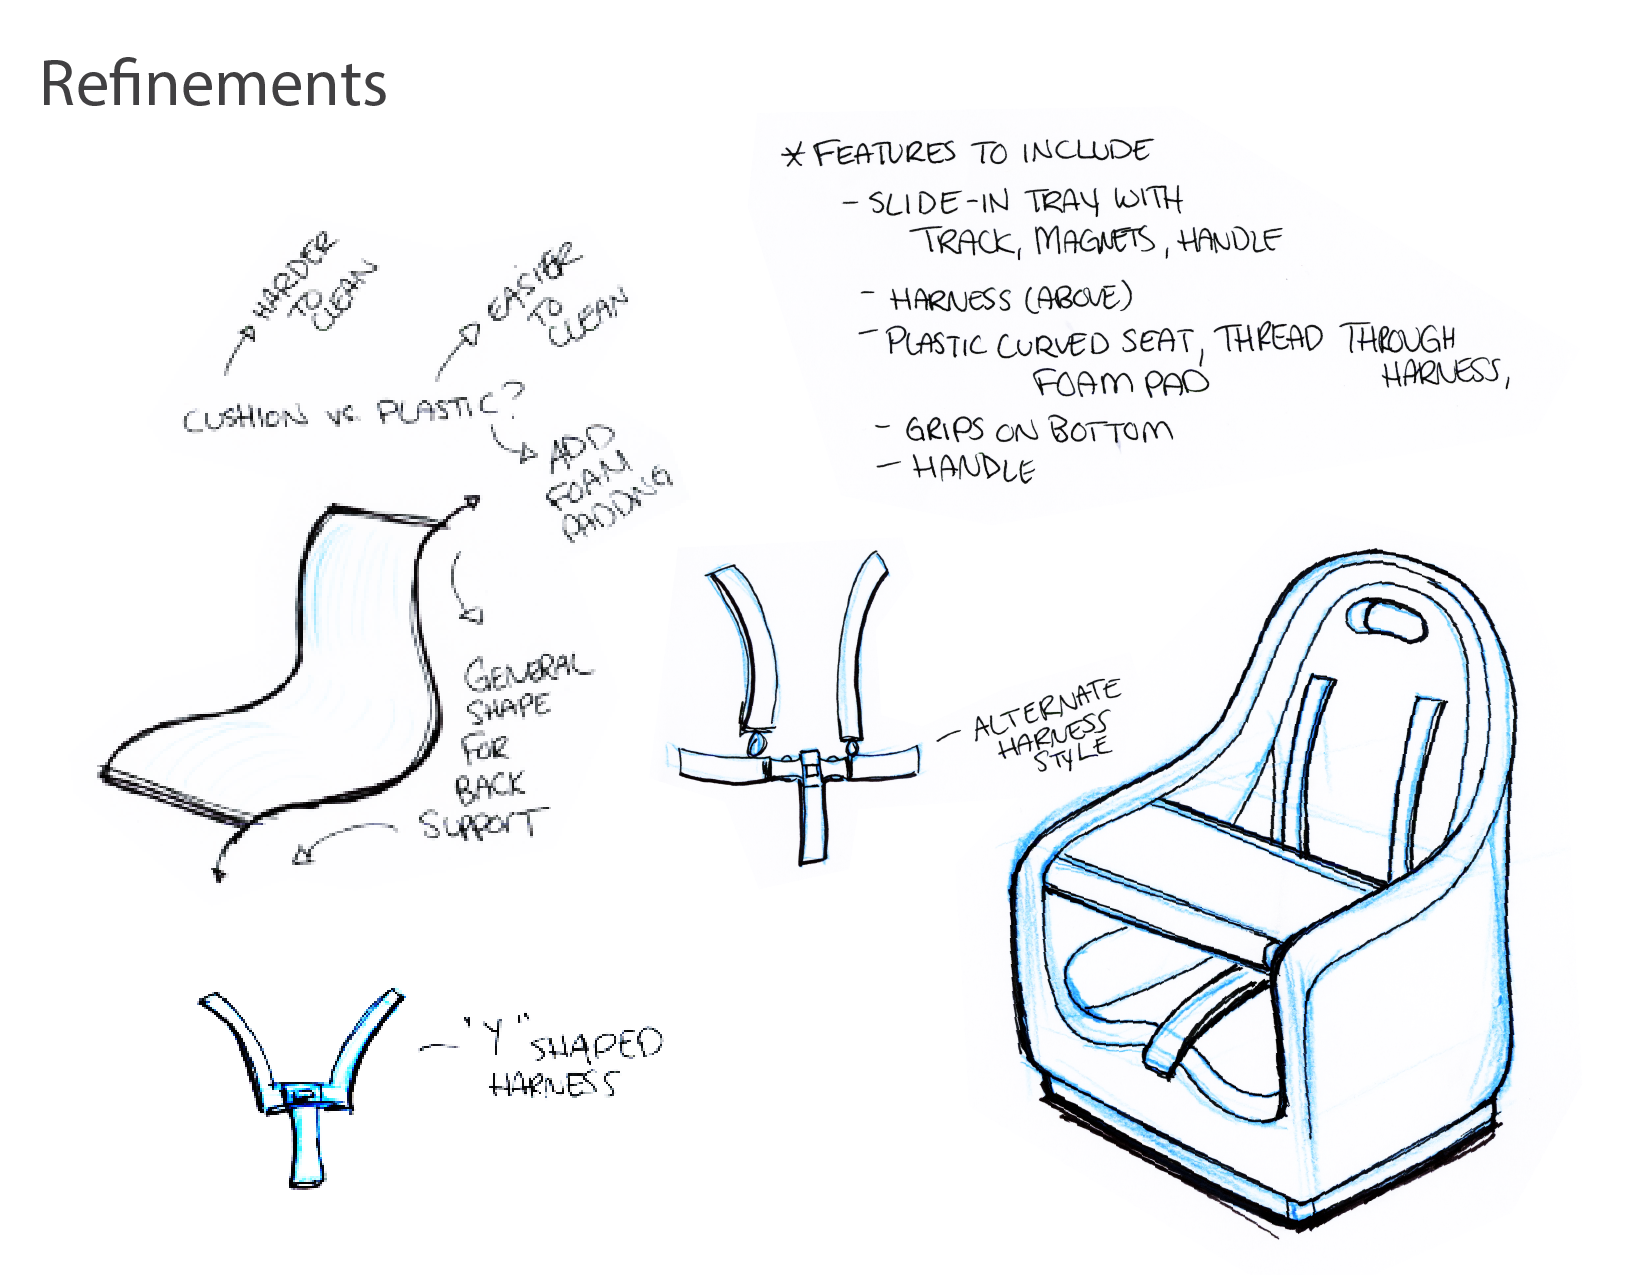 Refinements
* FEATURES TO INCLUDE
- SLIDE-IN TRAY WITH
TRACK, MAGNETS, HANDLE
- HARNESS (ABOVE)
- PLASTIC CURVED SEAT, THREAD THROUGH
FOAM PAD HARNESS,
- GRIPS ON BOTTOM
- HANDLE
HARDER
TO
CLEAN
EASIER
TO
CLEAN
CUSHION VS. PLASTIC?
ADD
FOAM
PADDING
GENERAL
SHAPE
FOR
BACK
SUPPORT
- ALTERNATE
HARNESS
STYLE
- "Y" SHAPED
HARNESS